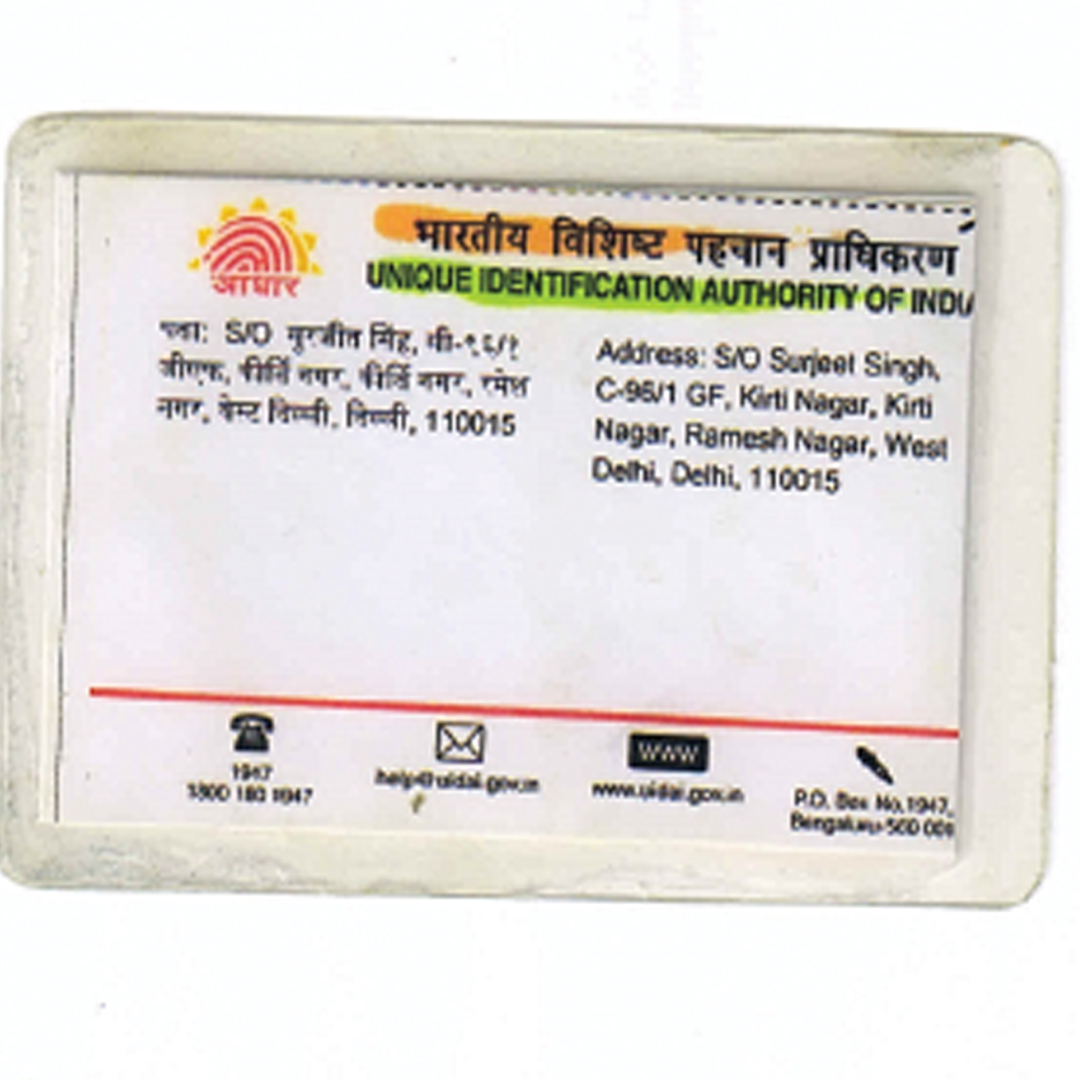 आधार
भारतीय विशिष्ट पहचान प्राधिकरण
UNIQUE IDENTIFICATION AUTHORITY OF INDIA
पता: S/O सुरजीत सिंह, सी-९६/१
जीएफ, कीर्ति नगर, कीर्ति नगर, रमेश
नगर, वेस्ट दिल्ली, दिल्ली, 110015
Address: S/O Surjeet Singh,
C-96/1 GF, Kirti Nagar, Kirti
Nagar, Ramesh Nagar, West
Delhi, Delhi, 110015
1947
1800 180 1947
help@uidai.gov.in
WWW
www.uidai.gov.in
P.O. Box No.1947,
Bengaluru-560 001